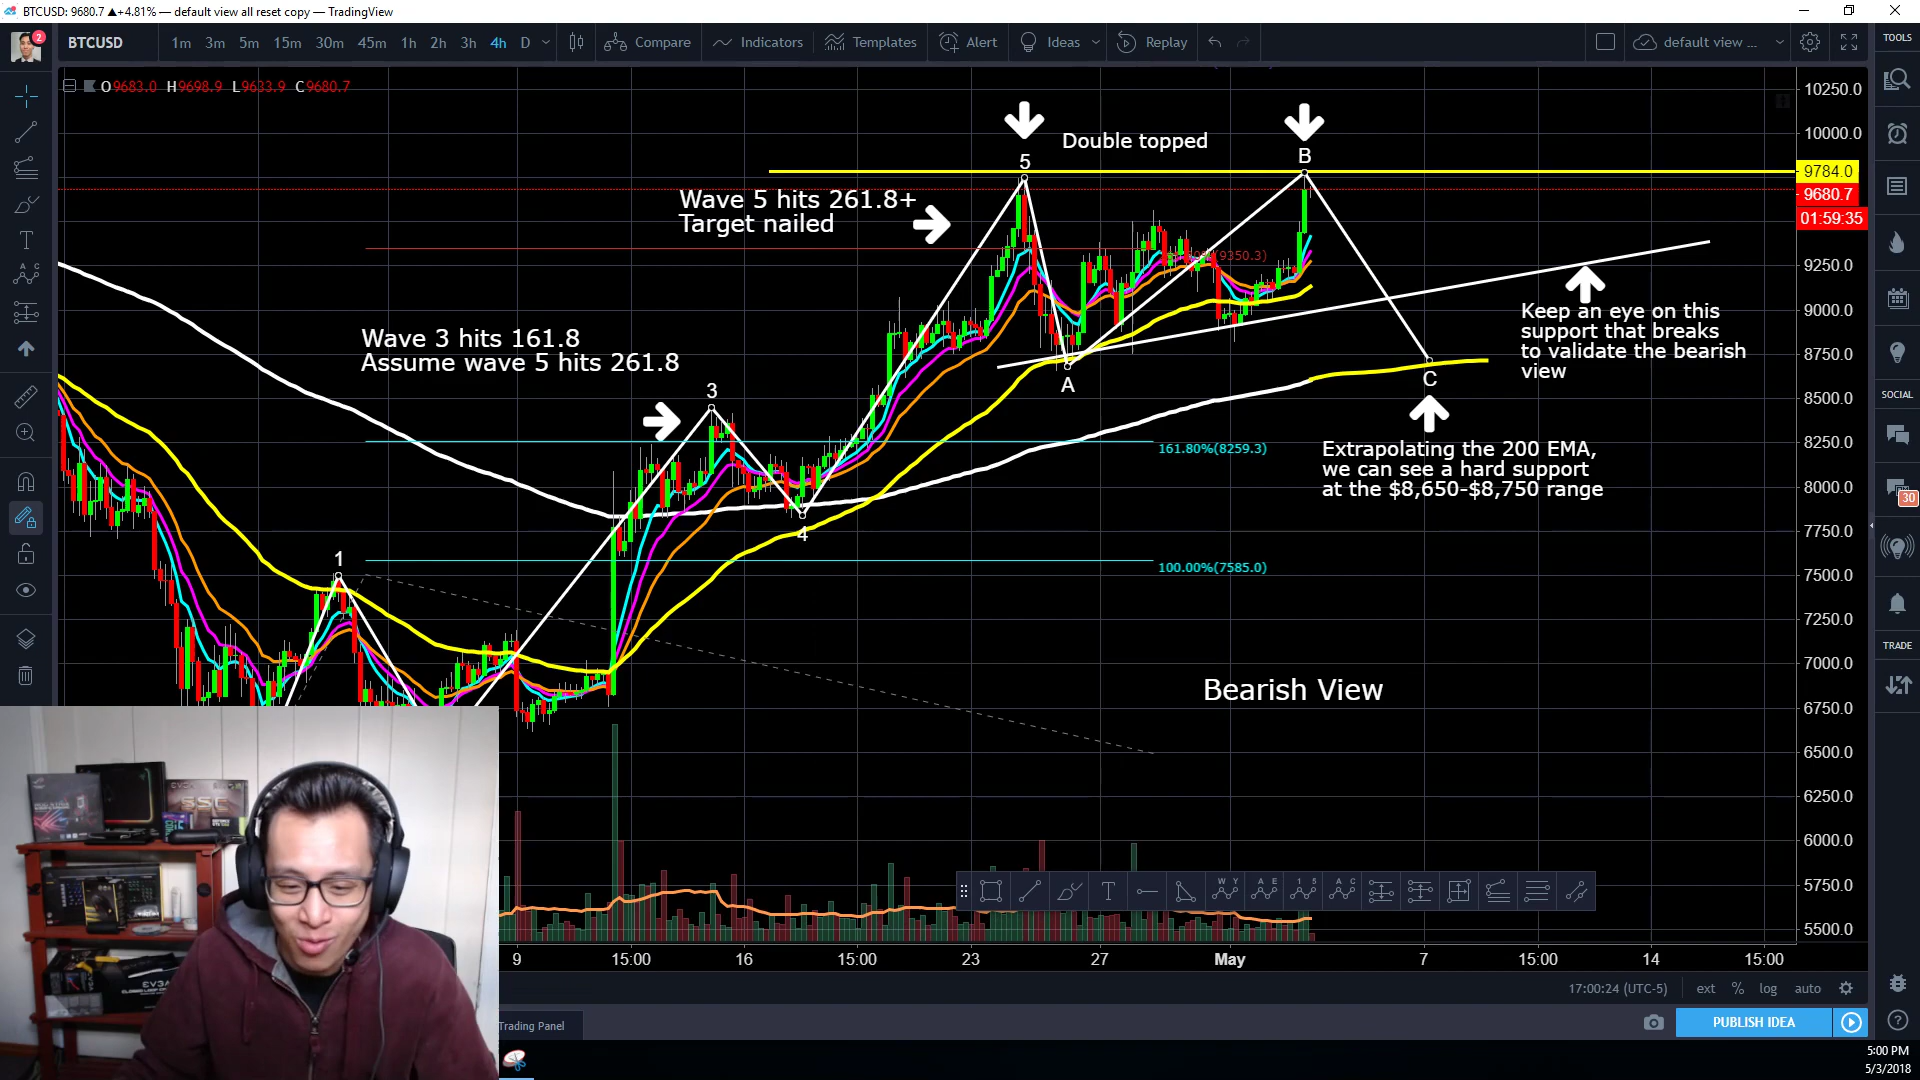 BTCUSD: 9680.7 ▲+4.81% — default view all reset copy — TradingView
2
BTCUSD 1m 3m 5m 15m 30m 45m 1h 2h 3h 4h D Compare Indicators Templates Alert Ideas Replay default view ... TOOLS
O9683.0 H9698.9 L9633.9 C9680.7
10250.0
10000.0
Double topped
5
B
9784.0
9680.7
01:59:35
Wave 5 hits 261.8+
Target nailed
(9350.3)
9250.0
9000.0
Keep an eye on this
support that breaks
to validate the bearish
view
Wave 3 hits 161.8
Assume wave 5 hits 261.8
8750.0
A
C
3
8500.0
SOCIAL
161.80%(8259.3)
8250.0
Extrapolating the 200 EMA,
we can see a hard support
at the $8,650-$8,750 range
8000.0
30
4
7750.0
1
100.00%(7585.0)
7500.0
7250.0
TRADE
7000.0
Bearish View
6750.0
6500.0
6250.0
6000.0
5750.0
5500.0
W Y
A E
1 5
A C
SSC
EVGA
9 15:00 16 15:00 23 27 May 7 15:00 14 15:00
17:00:24 (UTC-5) ext % log auto
Trading Panel
PUBLISH IDEA
5:00 PM
5/3/2018